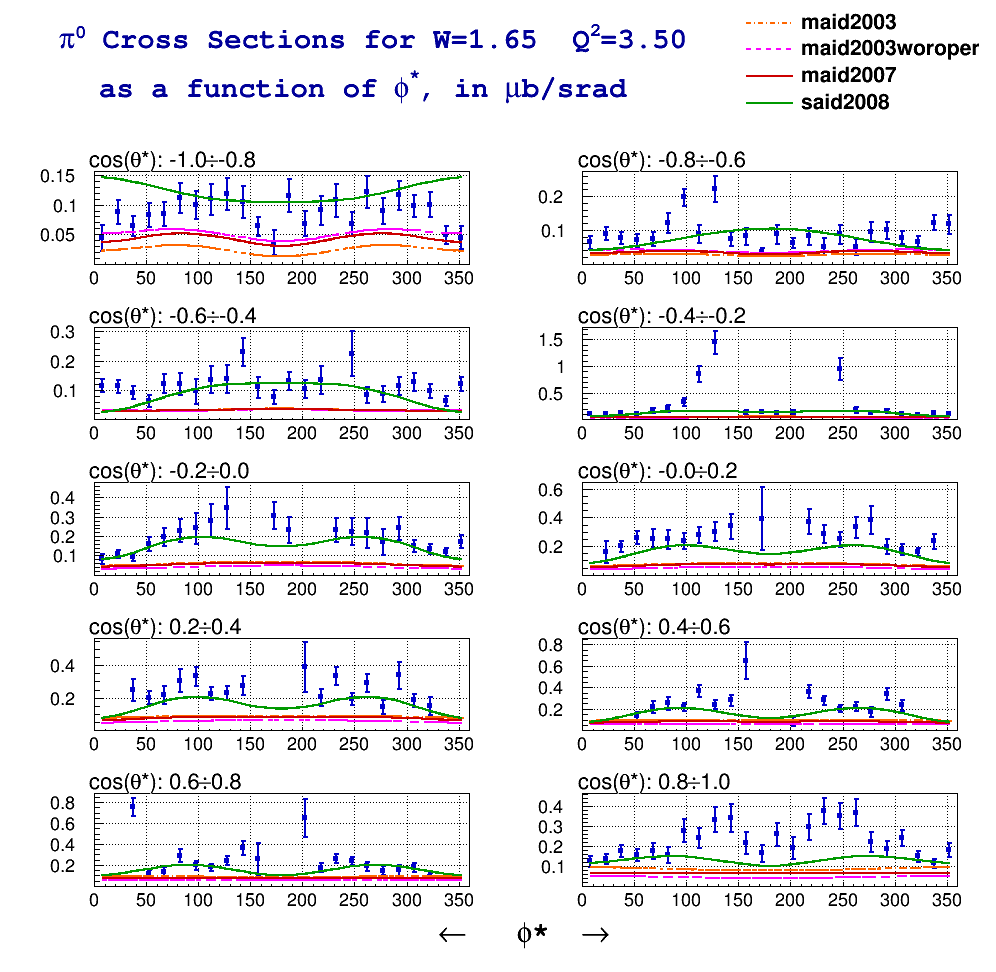 π⁰ Cross Sections for W=1.65 Q²=3.50
as a function of ϕ*, in μb/srad
maid2003
maid2003woroper
maid2007
said2008
cos(θ*): -1.0÷-0.8
0.15
0.1
0.05
0 50 100 150 200 250 300 350
cos(θ*): -0.8÷-0.6
0.2
0.1
0 50 100 150 200 250 300 350
cos(θ*): -0.6÷-0.4
0.3
0.2
0.1
0 50 100 150 200 250 300 350
cos(θ*): -0.4÷-0.2
1.5
1
0.5
0 50 100 150 200 250 300 350
cos(θ*): -0.2÷0.0
0.4
0.3
0.2
0.1
0 50 100 150 200 250 300 350
cos(θ*): -0.0÷0.2
0.6
0.4
0.2
0 50 100 150 200 250 300 350
cos(θ*): 0.2÷0.4
0.4
0.2
0 50 100 150 200 250 300 350
cos(θ*): 0.4÷0.6
0.8
0.6
0.4
0.2
0 50 100 150 200 250 300 350
cos(θ*): 0.6÷0.8
0.8
0.6
0.4
0.2
0 50 100 150 200 250 300 350
cos(θ*): 0.8÷1.0
0.4
0.3
0.2
0.1
0 50 100 150 200 250 300 350
← ϕ* →